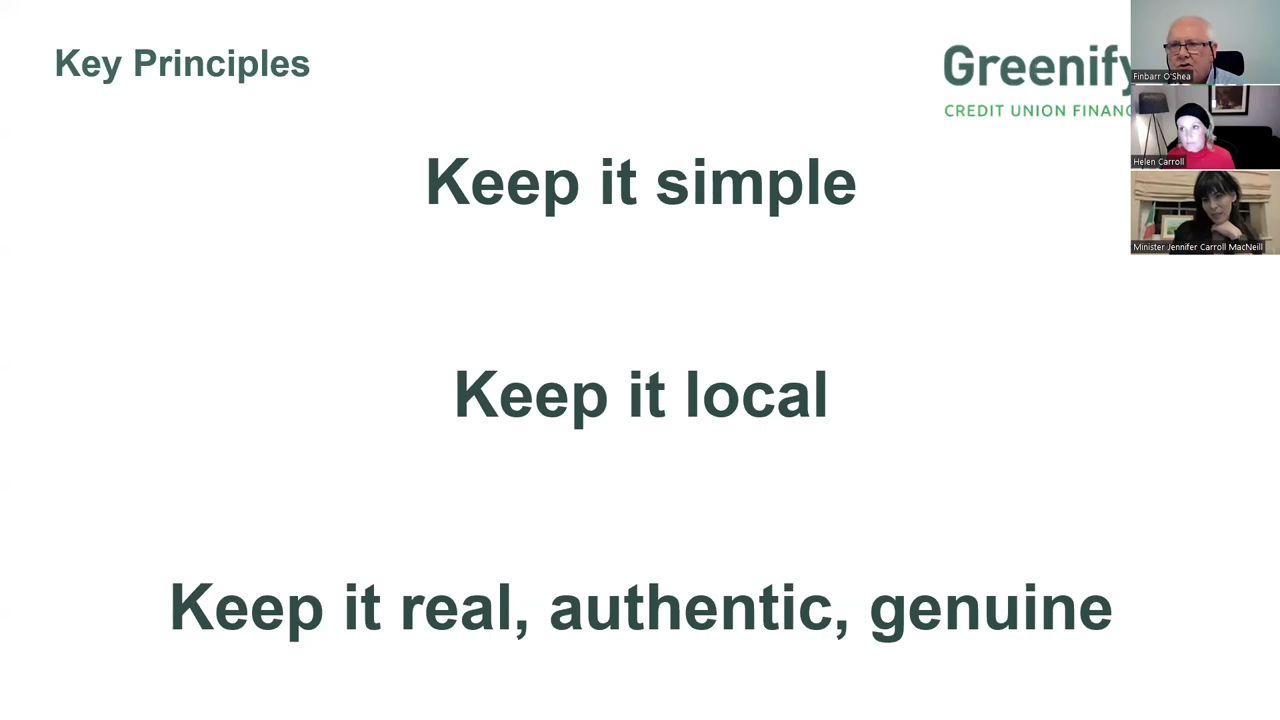 Key Principles
Greenify
CREDIT UNION FINANC
Finbarr O'Shea
Helen Carroll
Minister Jennifer Carroll MacNeill
Keep it simple
Keep it local
Keep it real, authentic, genuine